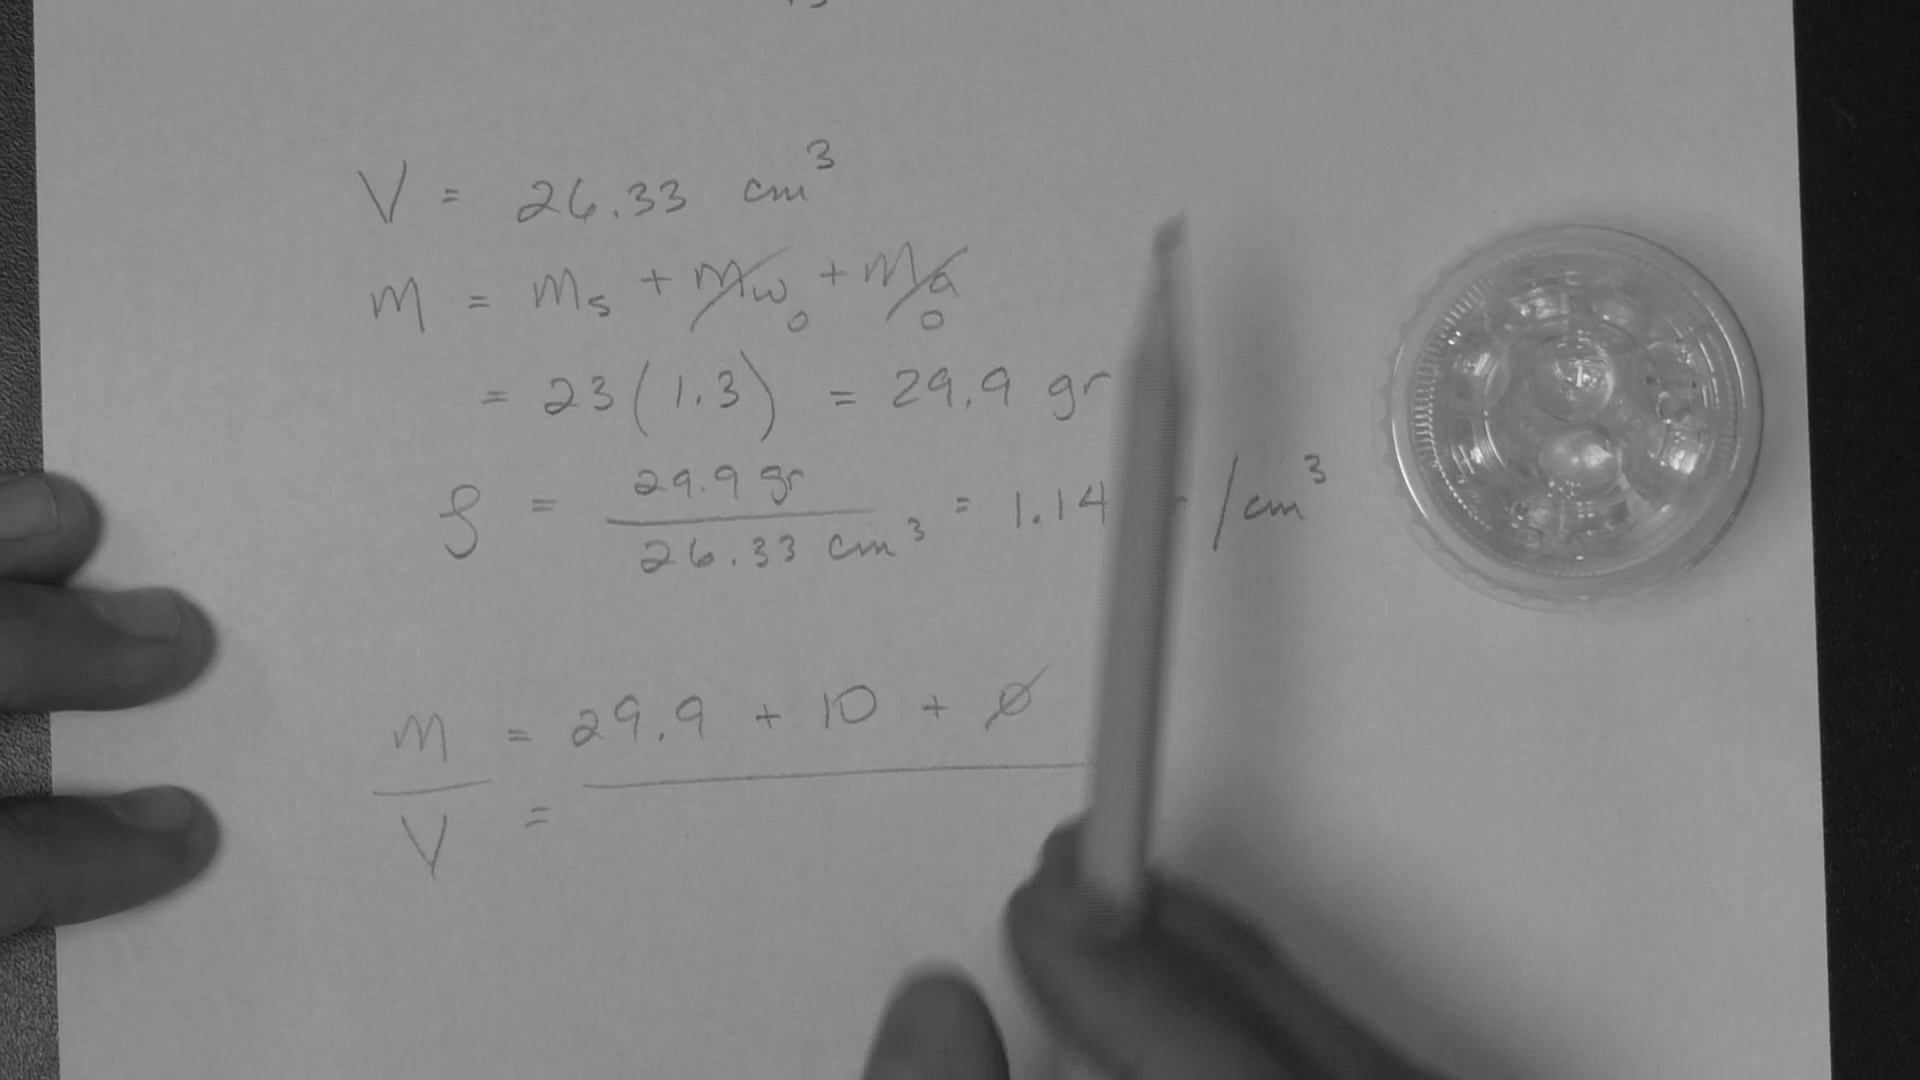 V = 26.33 cm³
m = ms + mw 0 + ma 0
= 23 (1.3) = 29.9 gr
ρ = 29.9 gr / 26.33 cm³ = 1.14 /cm³
m = 29.9 + 10 + 0
V =